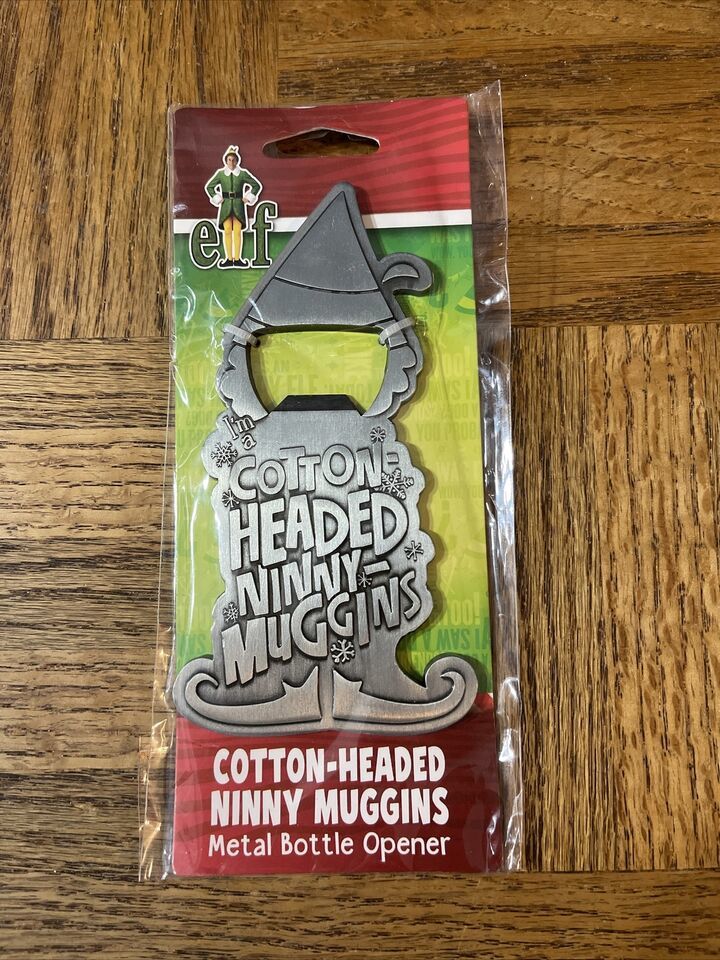 elf
I'm
a
COTTON-
HEADED
NINNY-
MUGGINS
COTTON-HEADED
NINNY MUGGINS
Metal Bottle Opener